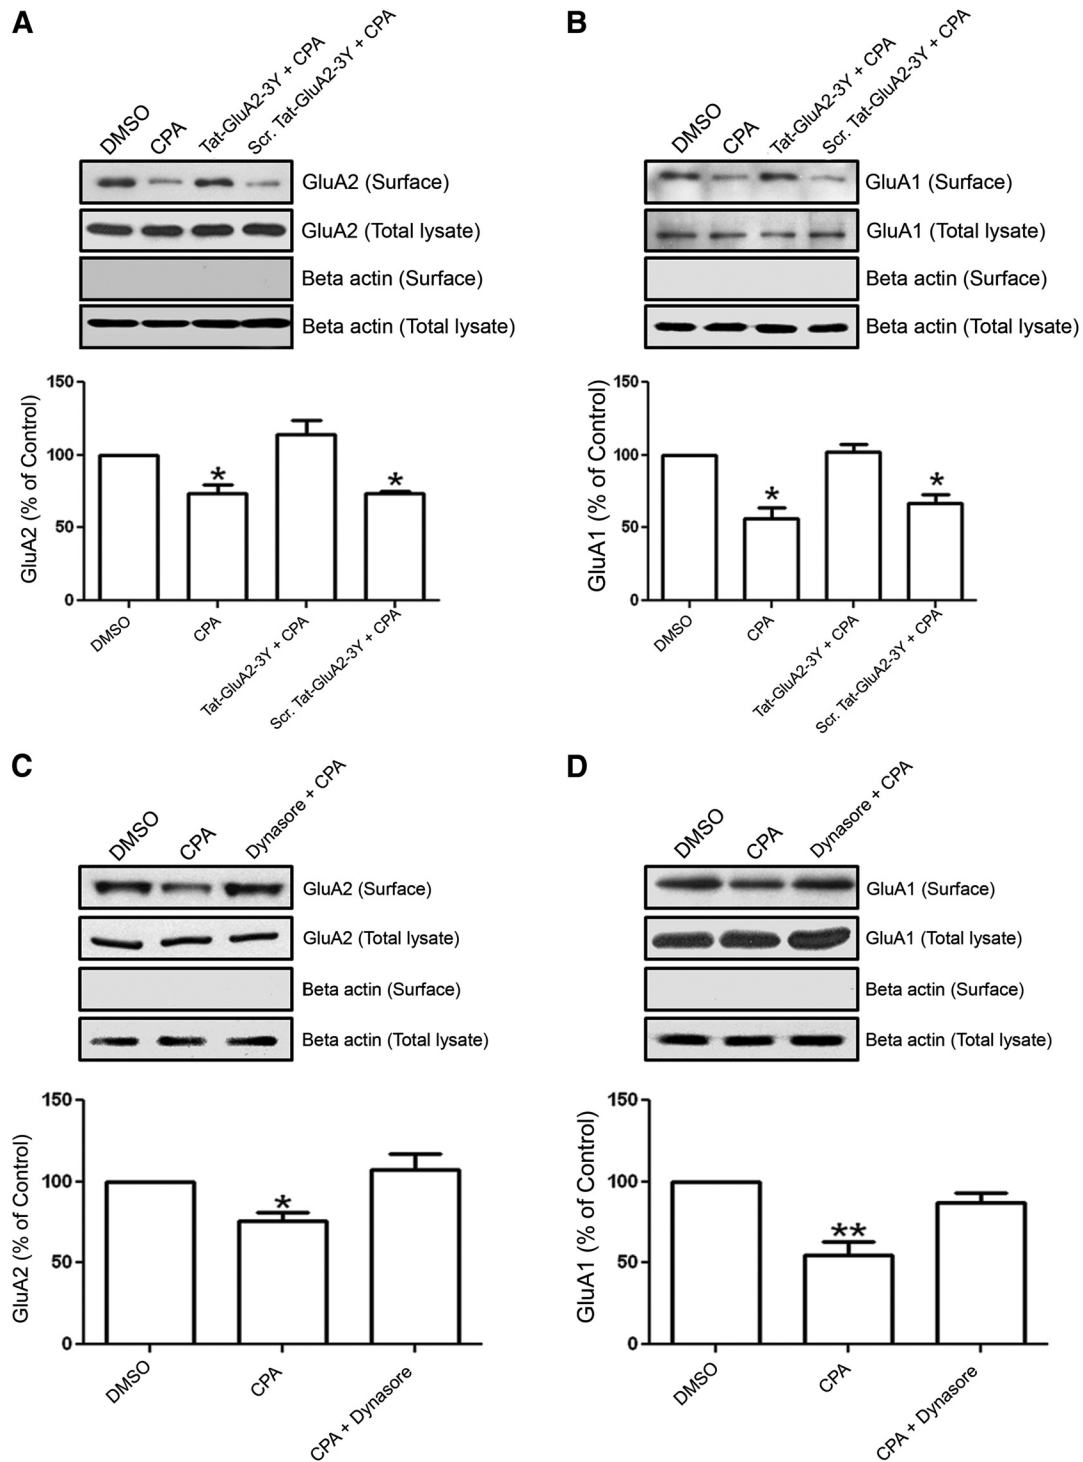 A
DMSO
CPA
Tat-GluA2-3Y + CPA
Scr. Tat-GluA2-3Y + CPA
GluA2 (Surface)
GluA2 (Total lysate)
Beta actin (Surface)
Beta actin (Total lysate)
GluA2 (% of Control)
150
100
50
0
*
*
DMSO
CPA
Tat-GluA2-3Y + CPA
Scr. Tat-GluA2-3Y + CPA
B
DMSO
CPA
Tat-GluA2-3Y + CPA
Scr. Tat-GluA2-3Y + CPA
GluA1 (Surface)
GluA1 (Total lysate)
Beta actin (Surface)
Beta actin (Total lysate)
GluA1 (% of Control)
150
100
50
0
*
*
DMSO
CPA
Tat-GluA2-3Y + CPA
Scr. Tat-GluA2-3Y + CPA
C
DMSO
CPA
Dynasore + CPA
GluA2 (Surface)
GluA2 (Total lysate)
Beta actin (Surface)
Beta actin (Total lysate)
GluA2 (% of Control)
150
100
50
0
*
DMSO
CPA
CPA + Dynasore
D
DMSO
CPA
Dynasore + CPA
GluA1 (Surface)
GluA1 (Total lysate)
Beta actin (Surface)
Beta actin (Total lysate)
GluA1 (% of Control)
150
100
50
0
**
DMSO
CPA
CPA + Dynasore